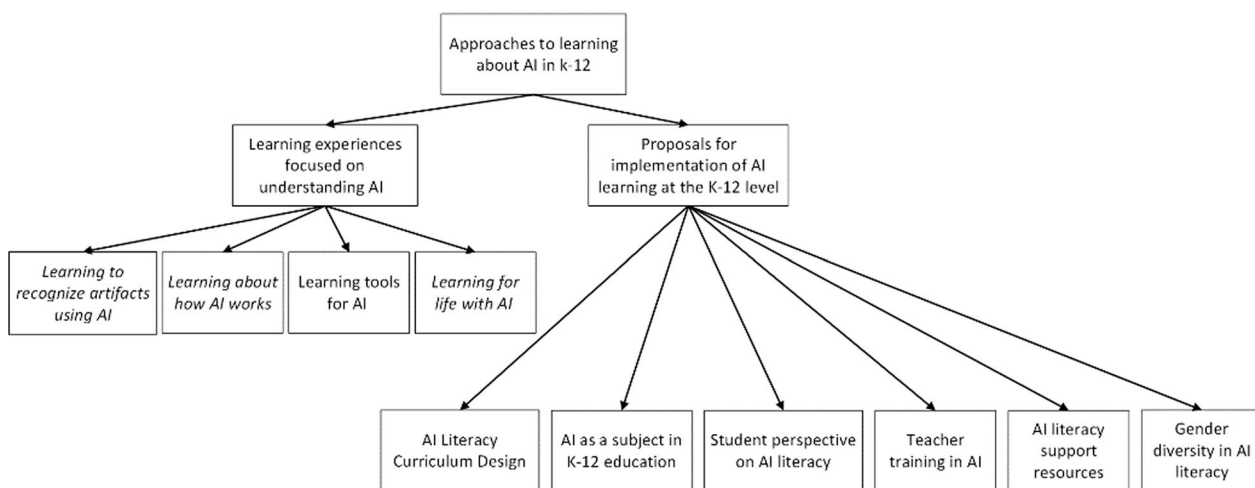 Approaches to learning
about AI in k-12
Learning experiences
focused on
understanding AI
Proposals for
implementation of AI
learning at the K-12 level
Learning to
recognize artifacts
using AI
Learning about
how AI works
Learning tools
for AI
Learning for
life with AI
AI Literacy
Curriculum Design
AI as a subject in
K-12 education
Student perspective
on AI literacy
Teacher
training in AI
AI literacy
support
resources
Gender
diversity in AI
literacy